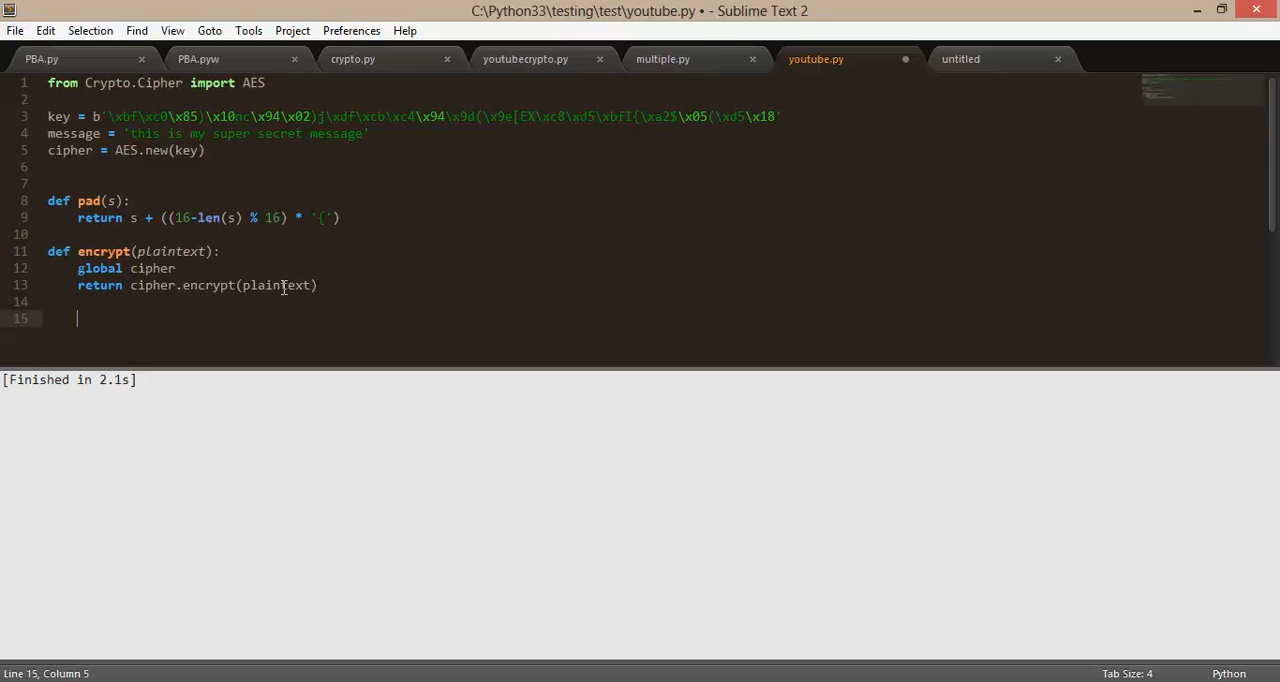 C:\Python33\testing\test\youtube.py • - Sublime Text 2
File Edit Selection Find View Goto Tools Project Preferences Help
PBA.py × PBA.pyw × crypto.py × youtubecrypto.py × multiple.py × youtube.py untitled ×
1 from Crypto.Cipher import AES
2
3 key = b'\xbf\xc0\x85)\x10nc\x94\x02)j\xdf\xcb\xc4\x94\x9d(\x9e[EX\xc8\xd5\xbfI{\xa2$\x05(\xd5\x18'
4 message = 'this is my super secret message'
5 cipher = AES.new(key)
6
7
8 def pad(s):
9 return s + ((16-len(s) % 16) * '{')
10
11 def encrypt(plaintext):
12 global cipher
13 return cipher.encrypt(plaintext)
14
15
[Finished in 2.1s]
Line 15, Column 5 Tab Size: 4 Python